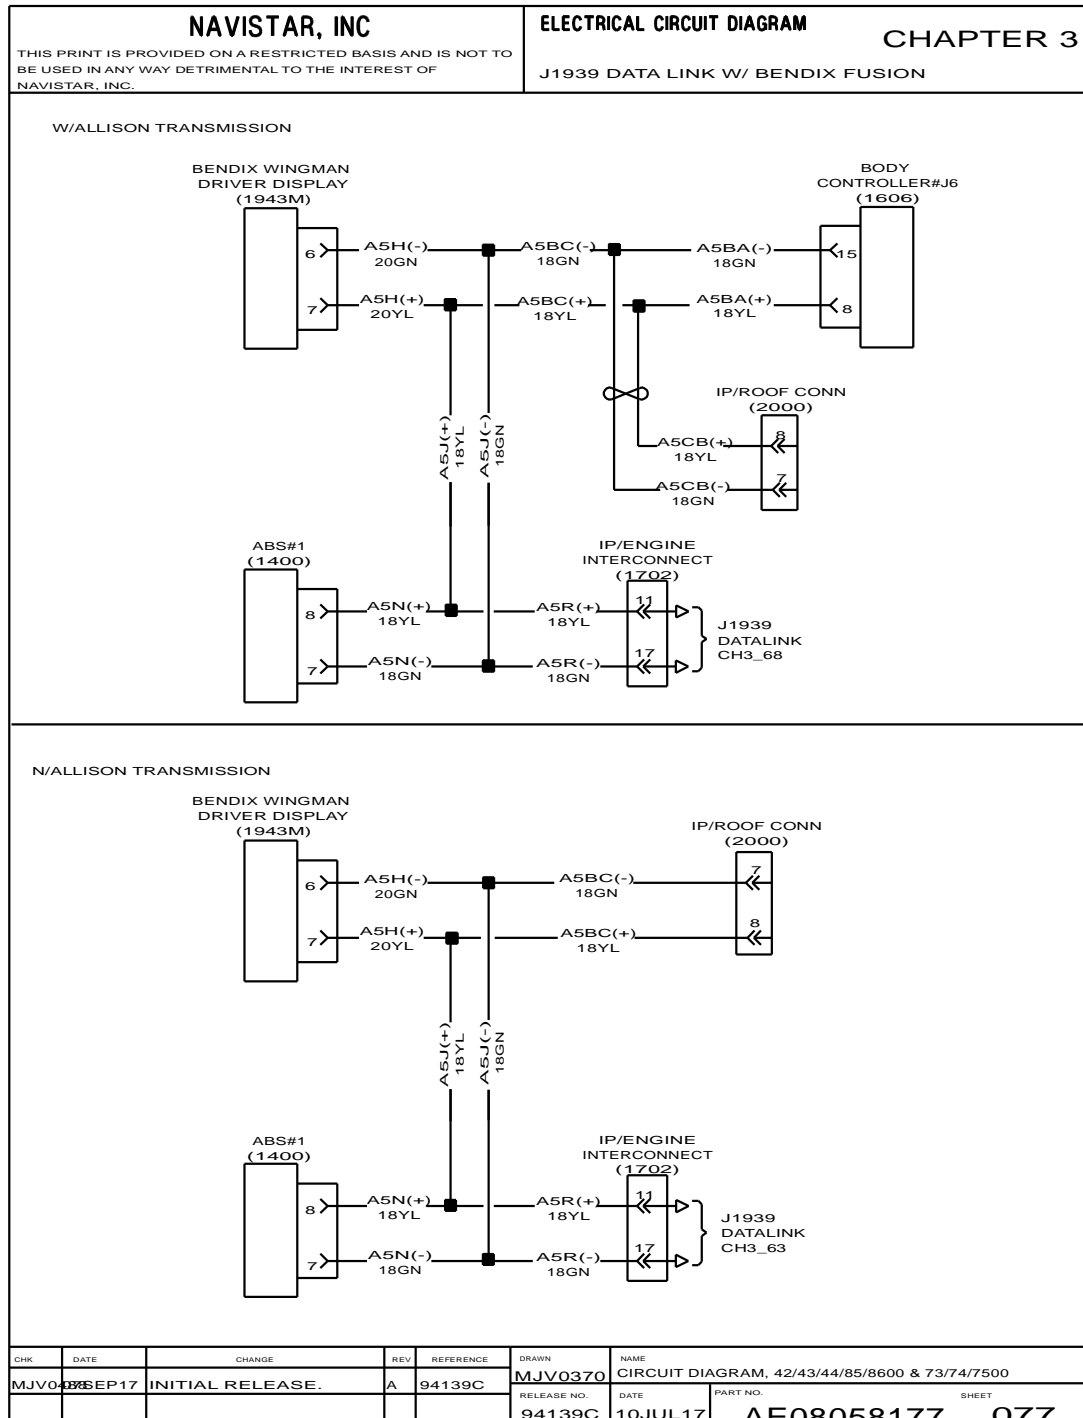 NAVISTAR, INC
THIS PRINT IS PROVIDED ON A RESTRICTED BASIS AND IS NOT TO
BE USED IN ANY WAY DETRIMENTAL TO THE INTEREST OF
NAVISTAR, INC.
ELECTRICAL CIRCUIT DIAGRAM
CHAPTER 3
J1939 DATA LINK W/ BENDIX FUSION
W/ALLISON TRANSMISSION
BENDIX WINGMAN
DRIVER DISPLAY
(1943M)
BODY
CONTROLLER#J6
(1606)
6
A5H(-)
20GN
A5BC(-)
18GN
A5BA(-)
18GN
15
7
A5H(+)
20YL
A5BC(+)
18YL
A5BA(+)
18YL
8
IP/ROOF CONN
(2000)
A5J(+)
18YL
A5J(-)
18GN
A5CB(+)
18YL
8
A5CB(-)
18GN
7
ABS#1
(1400)
IP/ENGINE
INTERCONNECT
(1702)
8
A5N(+)
18YL
A5R(+)
18YL
11
7
A5N(-)
18GN
A5R(-)
18GN
17
J1939
DATALINK
CH3_68
N/ALLISON TRANSMISSION
BENDIX WINGMAN
DRIVER DISPLAY
(1943M)
IP/ROOF CONN
(2000)
6
A5H(-)
20GN
A5BC(-)
18GN
7
7
A5H(+)
20YL
A5BC(+)
18YL
8
A5J(+)
18YL
A5J(-)
18GN
ABS#1
(1400)
IP/ENGINE
INTERCONNECT
(1702)
8
A5N(+)
18YL
A5R(+)
18YL
11
7
A5N(-)
18GN
A5R(-)
18GN
17
J1939
DATALINK
CH3_63
CHK DATE CHANGE REV REFERENCE
INITIAL RELEASE. A 94139C
DRAWN
MJV0370
NAME
CIRCUIT DIAGRAM, 42/43/44/85/8600 & 73/74/7500
RELEASE NO.
94139C
DATE
10JUL17
PART NO.
AE08058177
SHEET
077